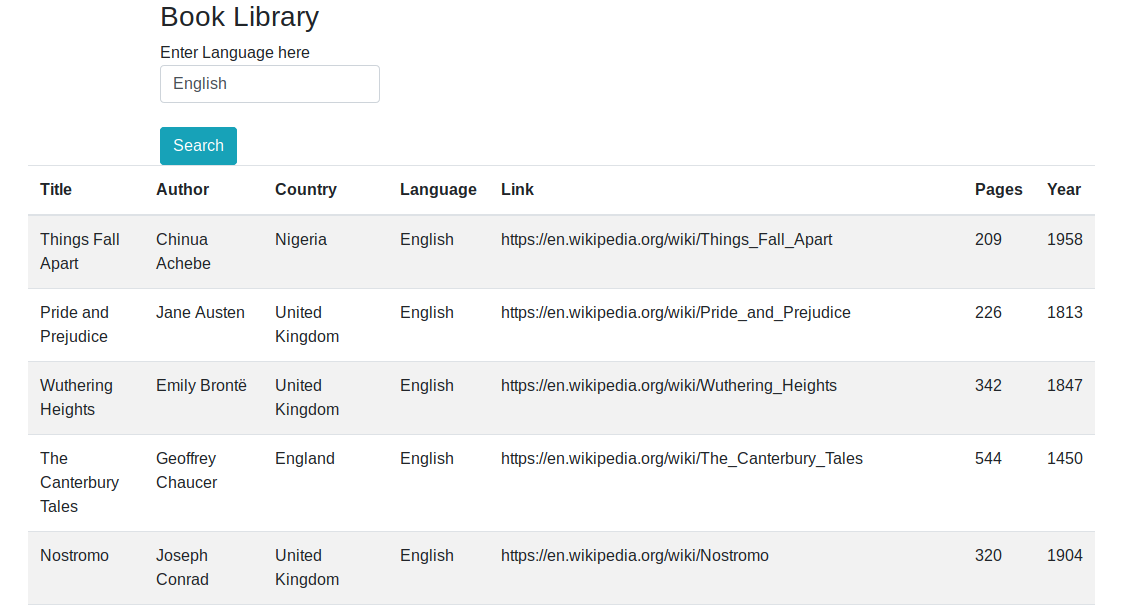 Book Library
Enter Language here
English
Search
Title Author Country Language Link Pages Year
Things Fall Chinua Nigeria English https://en.wikipedia.org/wiki/Things_Fall_Apart 209 1958
Apart Achebe
Pride and Jane Austen United English https://en.wikipedia.org/wiki/Pride_and_Prejudice 226 1813
Prejudice Kingdom
Wuthering Emily Brontë United English https://en.wikipedia.org/wiki/Wuthering_Heights 342 1847
Heights Kingdom
The Geoffrey England English https://en.wikipedia.org/wiki/The_Canterbury_Tales 544 1450
Canterbury Chaucer
Tales
Nostromo Joseph United English https://en.wikipedia.org/wiki/Nostromo 320 1904
Conrad Kingdom